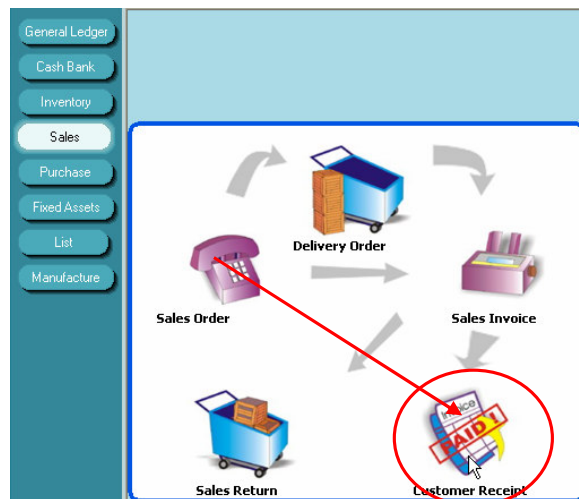 General Ledger
Cash Bank
Inventory
Sales
Purchase
Fixed Assets
List
Manufacture
Delivery Order
Sales Order
Sales Invoice
Invoice
PAID !
Sales Return
Customer Receipt